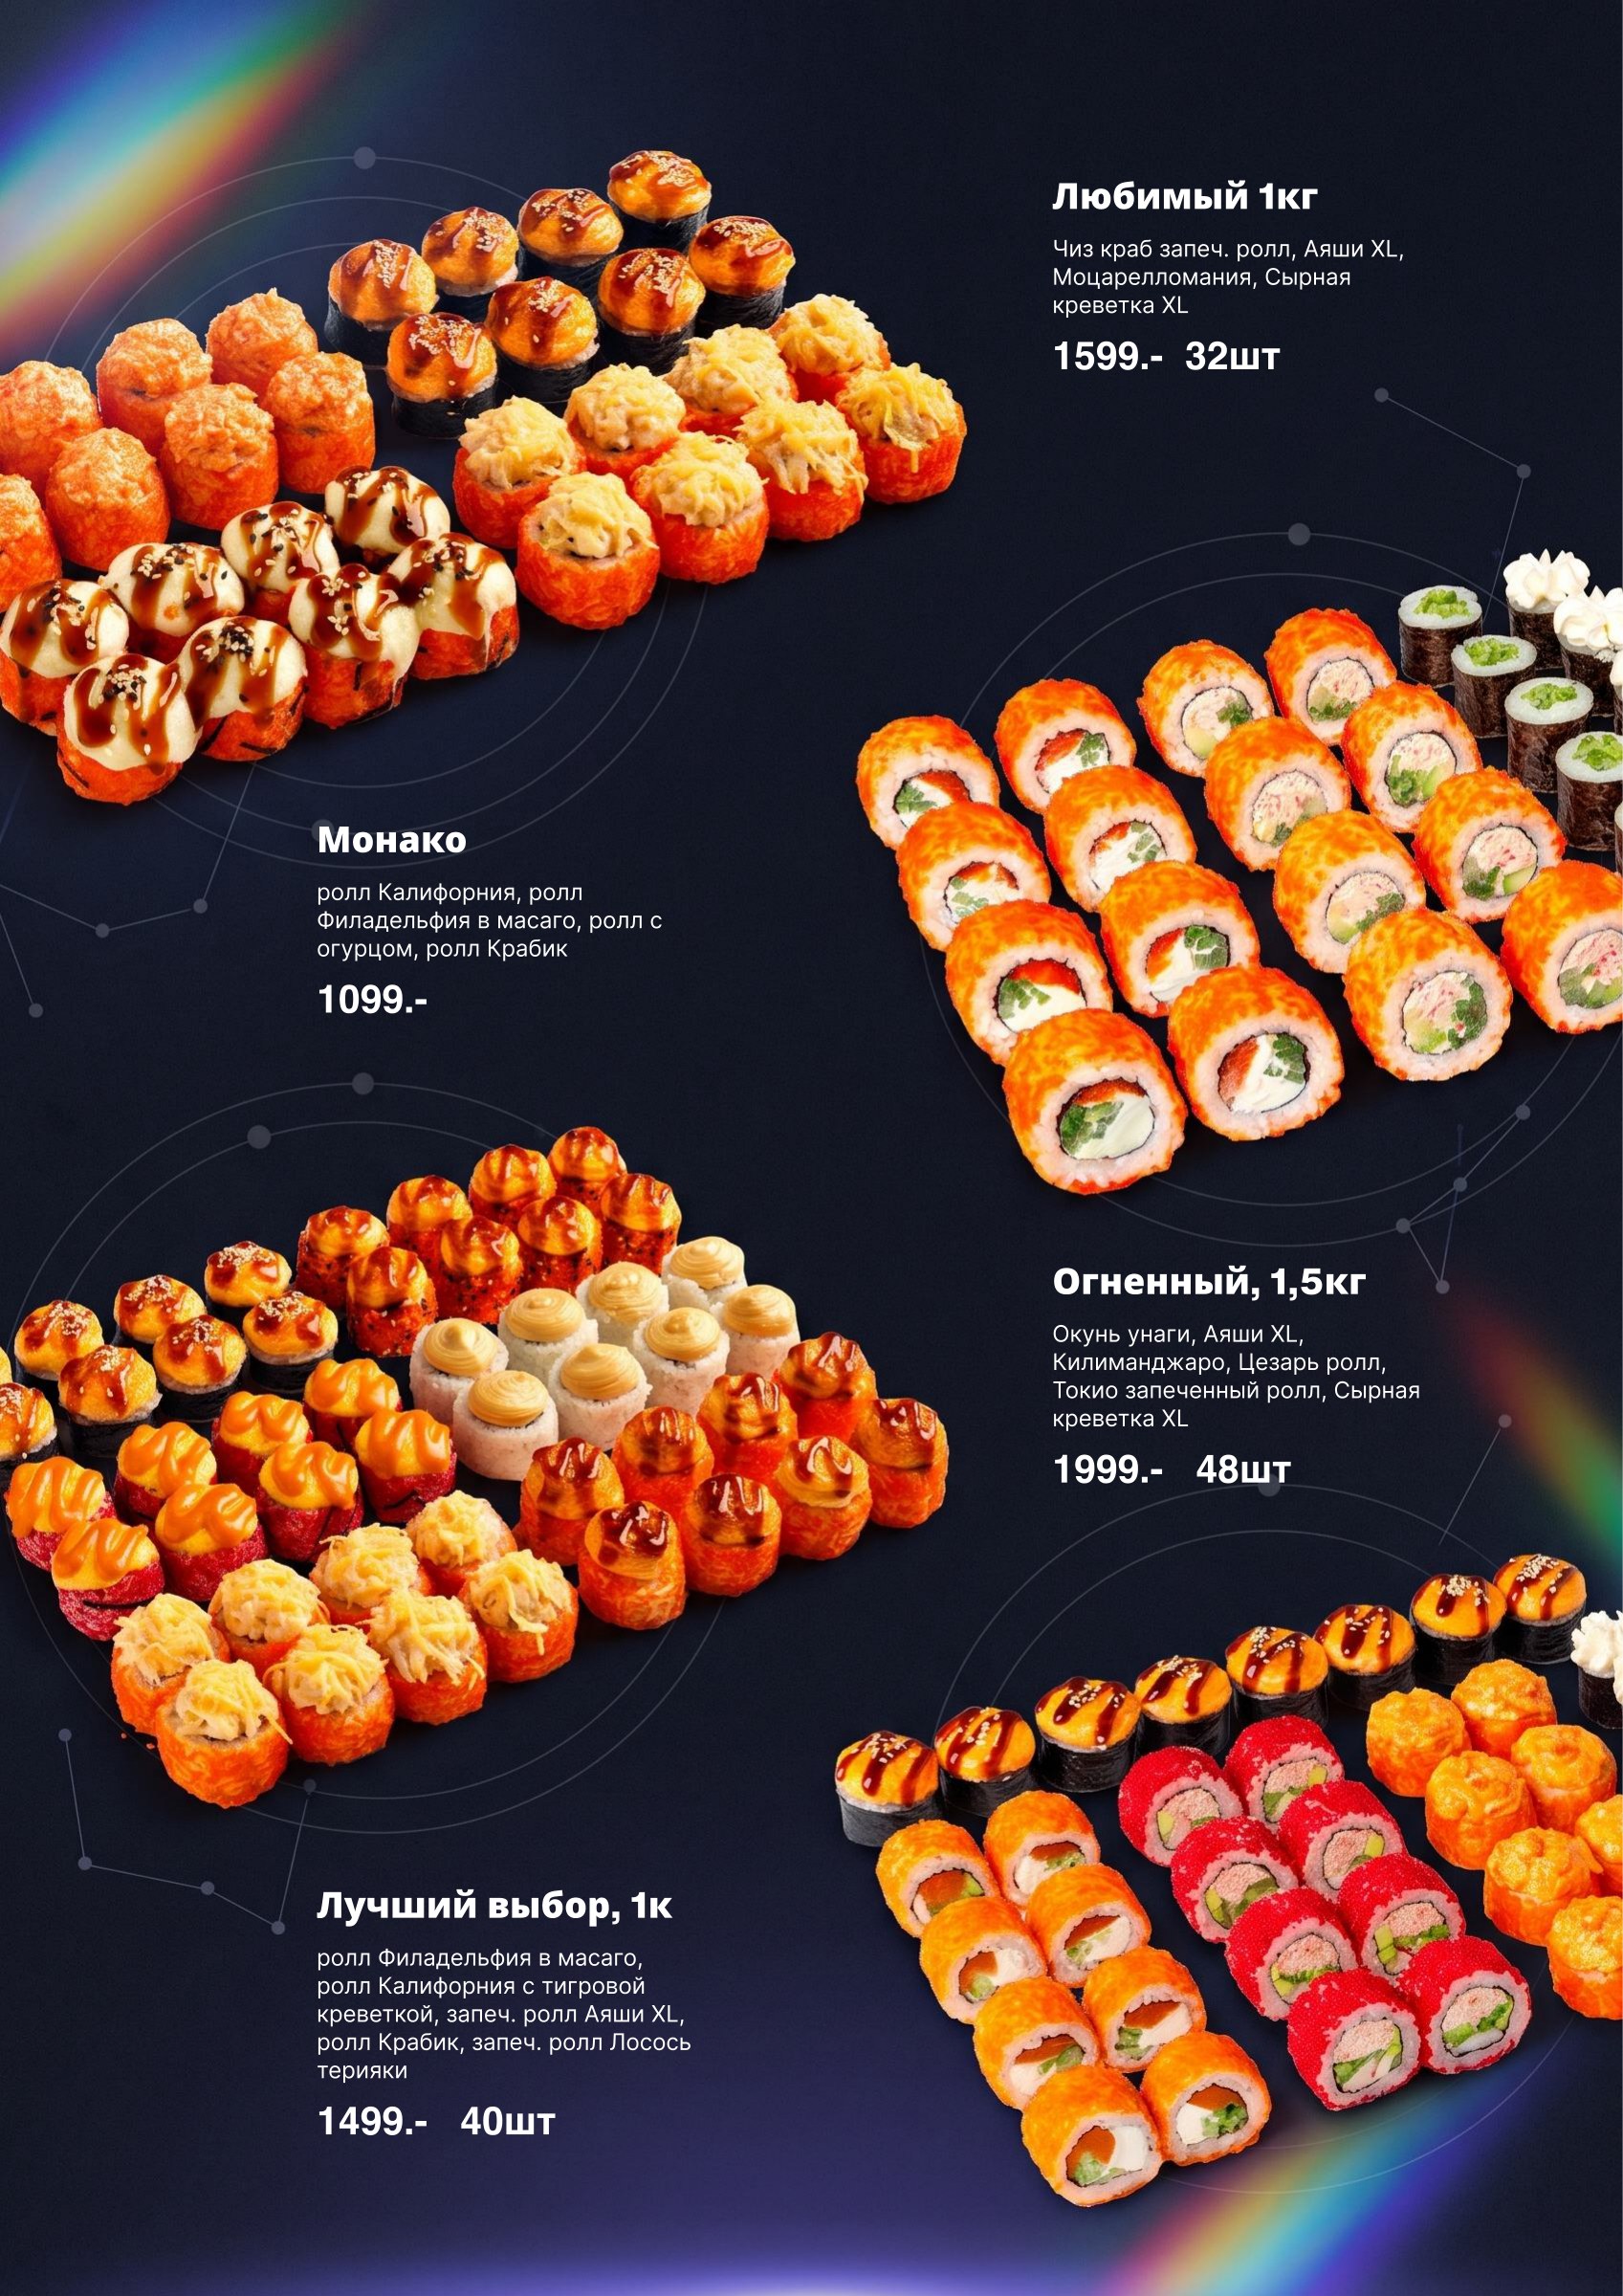 Любимый 1кг
Чиз краб запеч. ролл, Аяши XL,
Моцарелломания, Сырная
креветка XL
1599.- 32шт
Монако
ролл Калифорния, ролл
Филадельфия в масаго, ролл с
огурцом, ролл Крабик
1099.-
Огненный, 1,5кг
Окунь унаги, Аяши XL,
Килиманджаро, Цезарь ролл,
Токио запеченный ролл, Сырная
креветка XL
1999.- 48шт
Лучший выбор, 1к
ролл Филадельфия в масаго,
ролл Калифорния с тигровой
креветкой, запеч. ролл Аяши XL,
ролл Крабик, запеч. ролл Лосось
терияки
1499.- 40шт